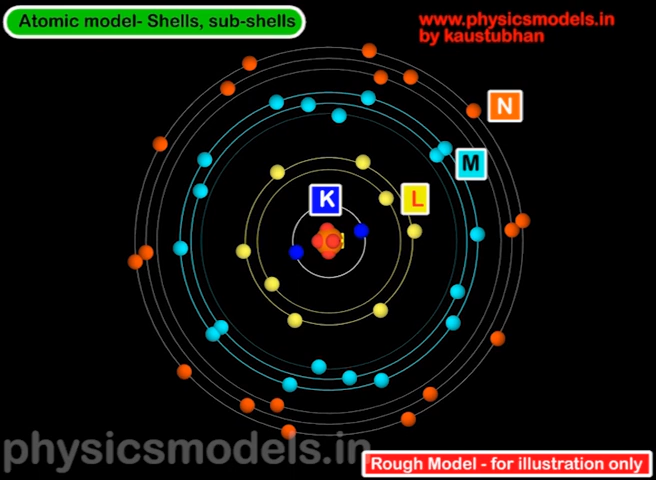 Atomic model- Shells, sub-shells
www.physicsmodels.in
by kaustubhan
N
M
K
L
physicsmodels.in
Rough Model - for illustration only